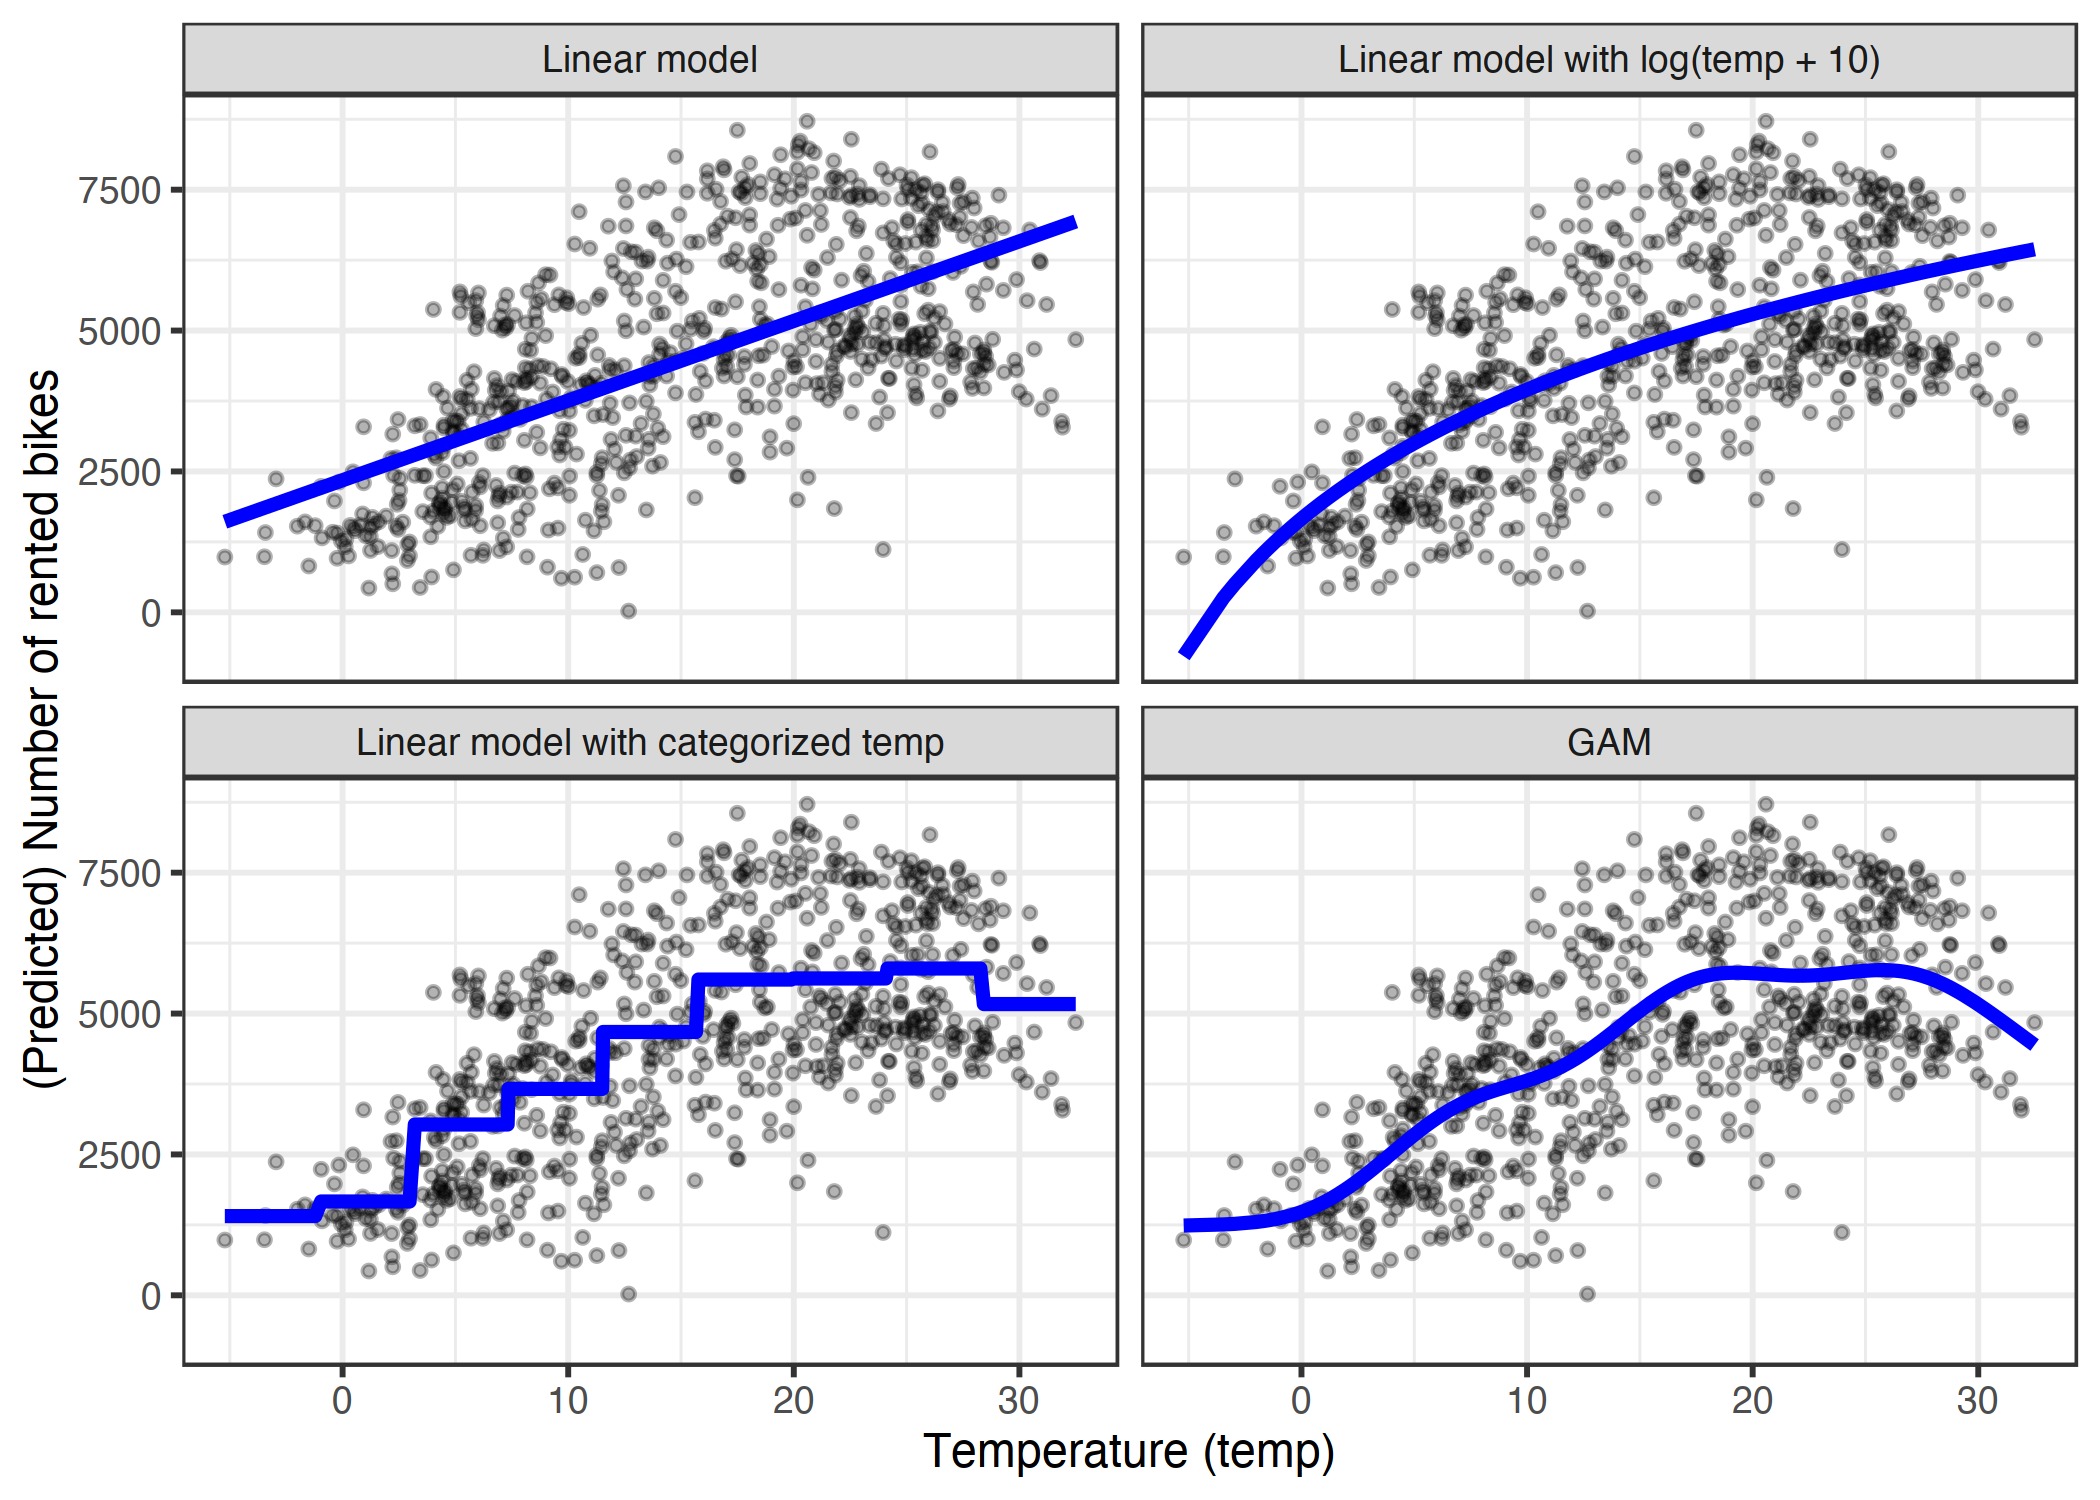 Linear model
Linear model with log(temp + 10)
7500
5000
2500
0
Linear model with categorized temp
GAM
7500
5000
2500
0
0 10 20 30
0 10 20 30
Temperature (temp)
(Predicted) Number of rented bikes